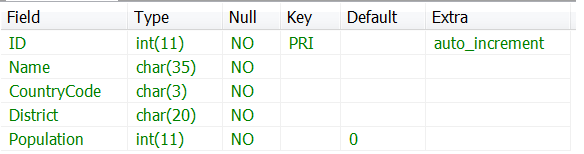 Field Type Null Key Default Extra
ID int(11) NO PRI auto_increment
Name char(35) NO
CountryCode char(3) NO
District char(20) NO
Population int(11) NO 0